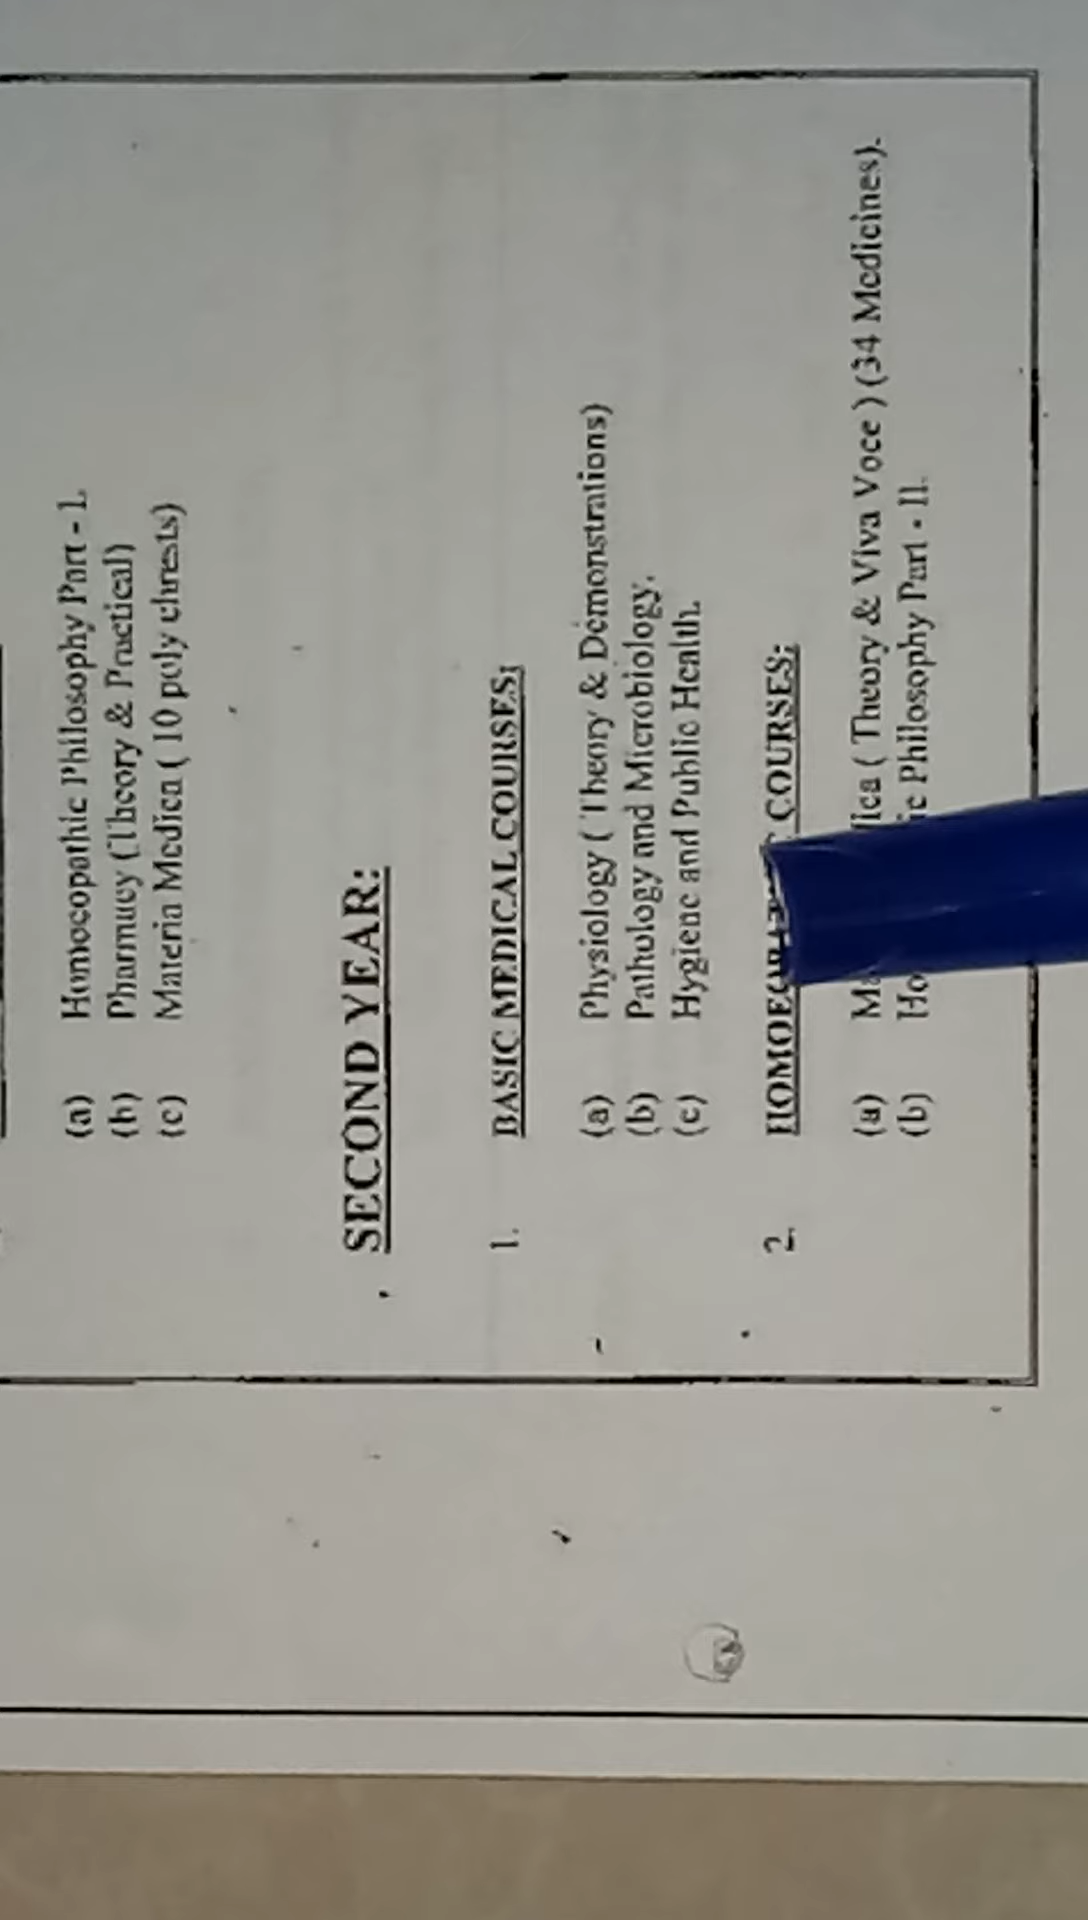 (a) Homoeopathic Philosophy Part - I.
(b) Pharmacy (Theory & Practical)
(c) Materia Medica ( 10 poly chrests)
SECOND YEAR:
1. BASIC MEDICAL COURSES:
(a) Physiology ( Theory & Demonstrations)
(b) Pathology and Microbiology.
(c) Hygiene and Public Health.
2. COURSES:
(a) ( Theory & Viva Voce ) (34 Medicines).
(b) Philosophy Part - II.